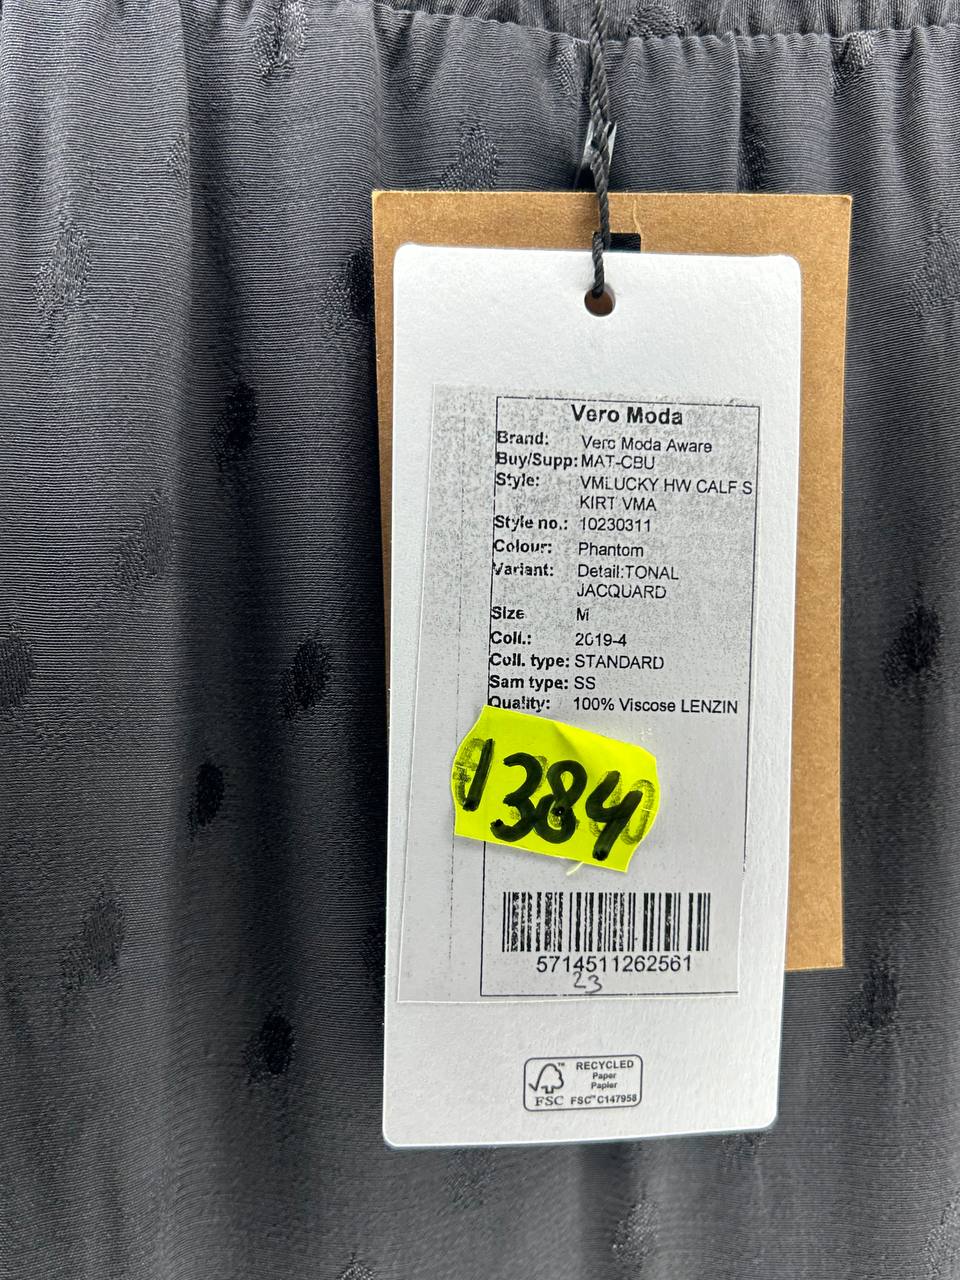 Vero Moda
Brand: Vero Moda Aware
Buy/Supp: MAT-CBU
Style: VMLUCKY HW CALF S
KIRT VMA
Style no.: 10230311
Colour: Phantom
Variant: Detail:TONAL
JACQUARD
Size M
Coll.: 2019-4
Coll. type: STANDARD
Sam type: SS
Quality: 100% Viscose LENZIN
1384
5714511262561
23
RECYCLED
Paper
Papier
FSC™ FSC™ C147958